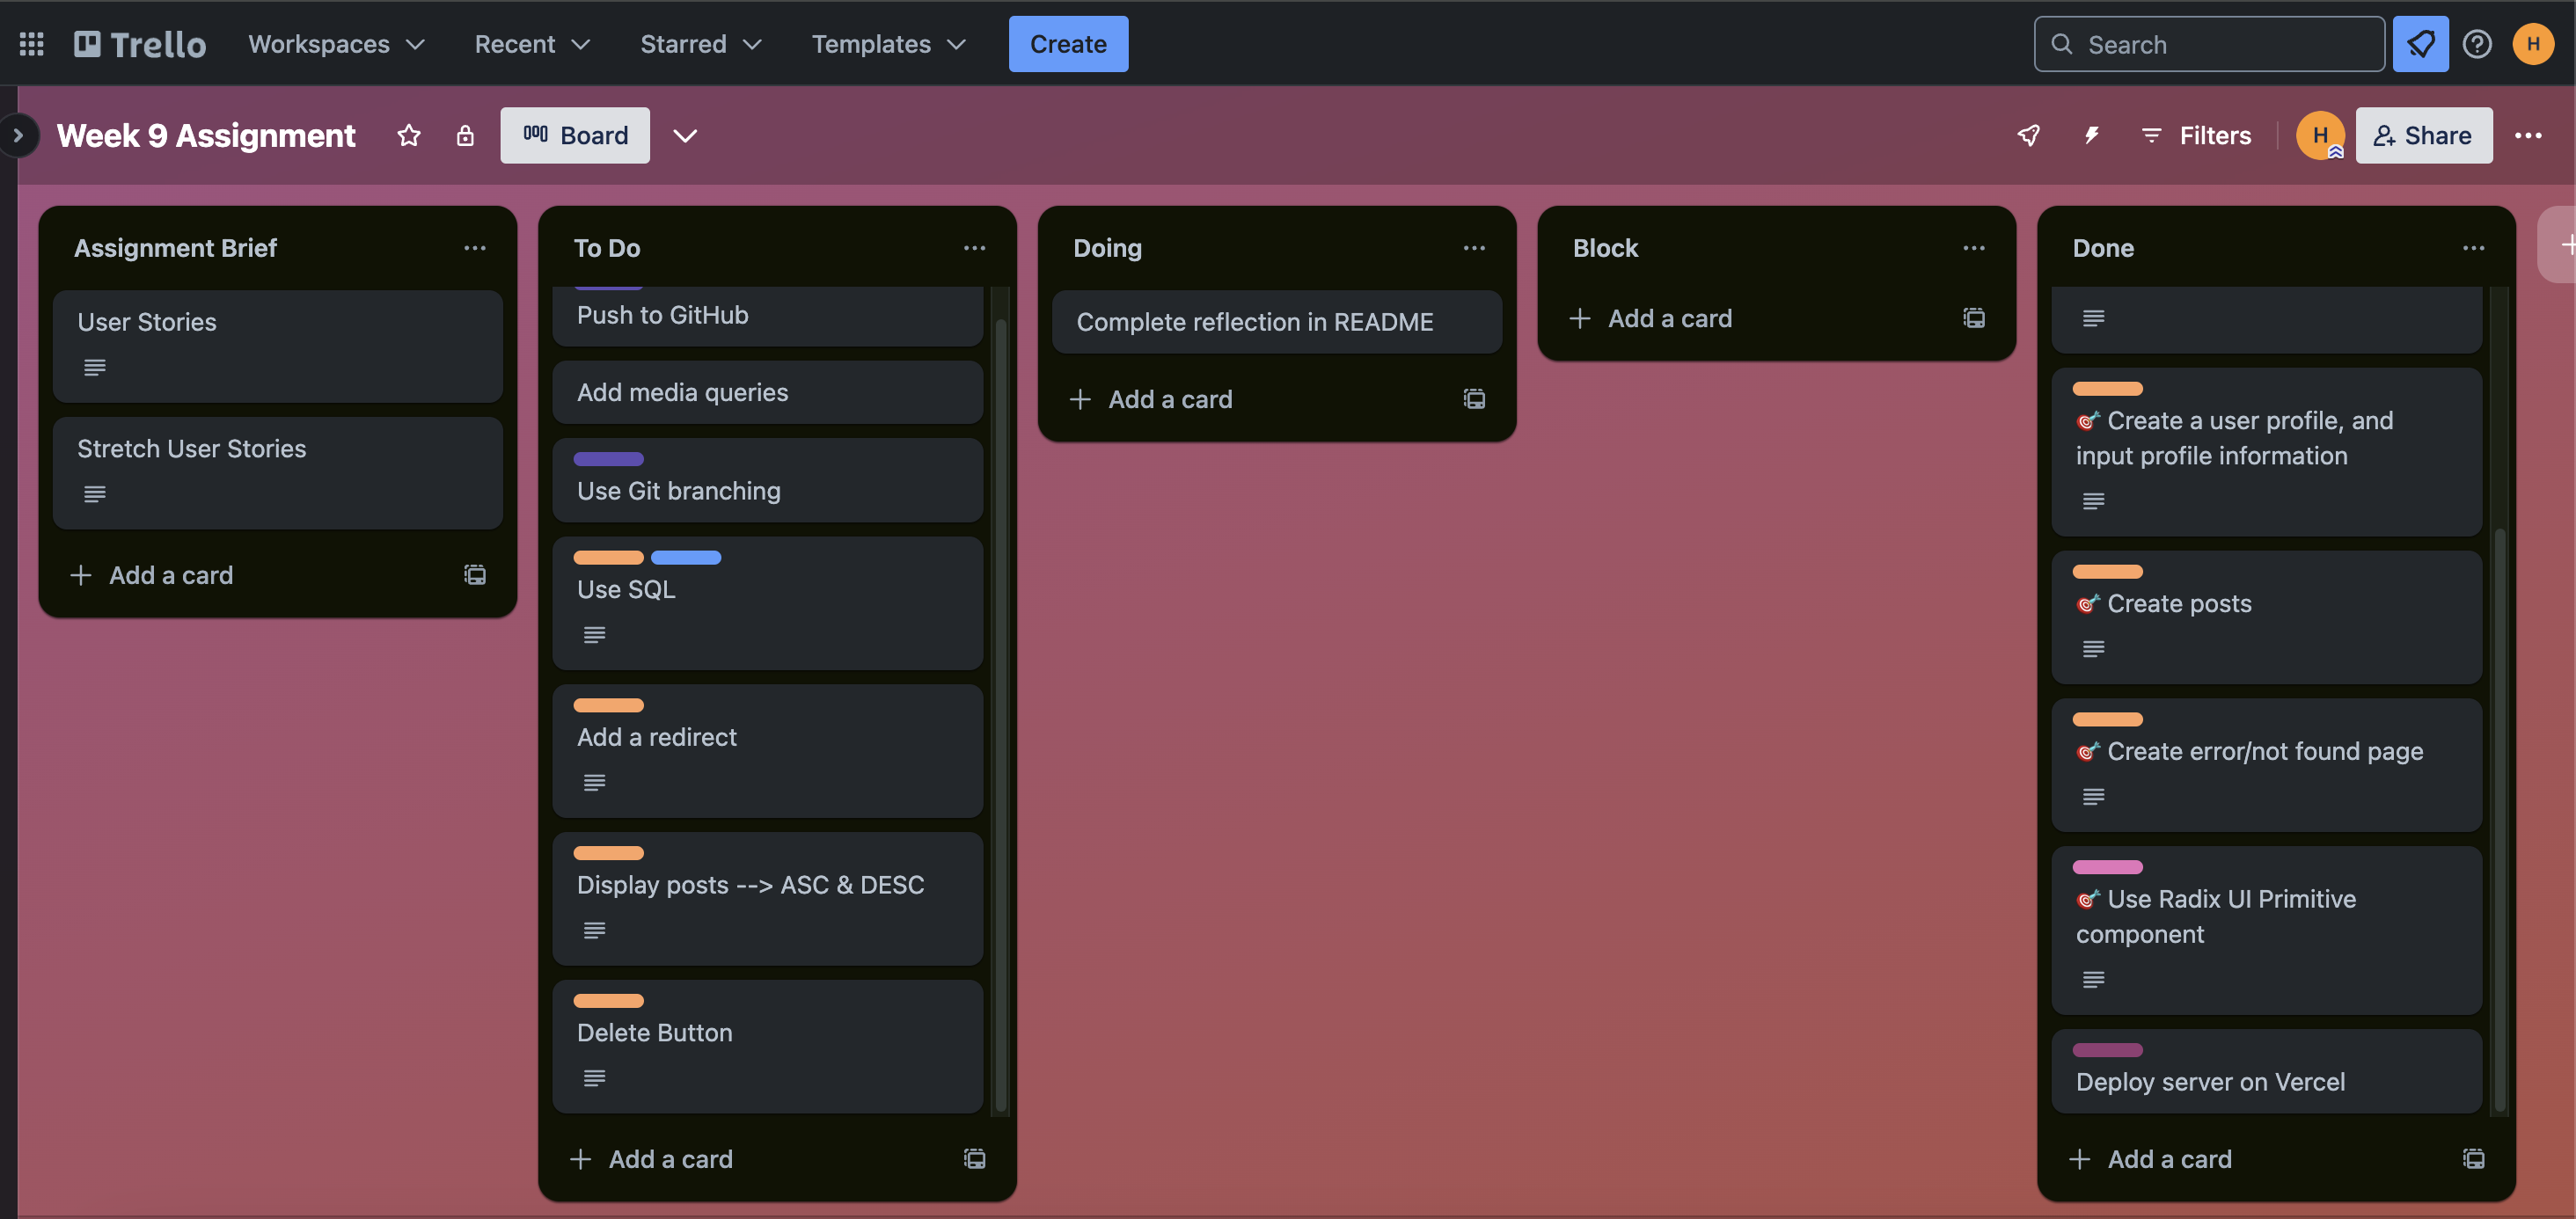 Trello
Workspaces
Recent
Starred
Templates
Create
Search
H
Week 9 Assignment
Board
Filters
H
Share
Assignment Brief
User Stories
Stretch User Stories
Add a card
To Do
Push to GitHub
Add media queries
Use Git branching
Use SQL
Add a redirect
Display posts --> ASC & DESC
Delete Button
Add a card
Doing
Complete reflection in README
Add a card
Block
Add a card
Done
🎯 Create a user profile, and
input profile information
🎯 Create posts
🎯 Create error/not found page
🎯 Use Radix UI Primitive
component
Deploy server on Vercel
Add a card